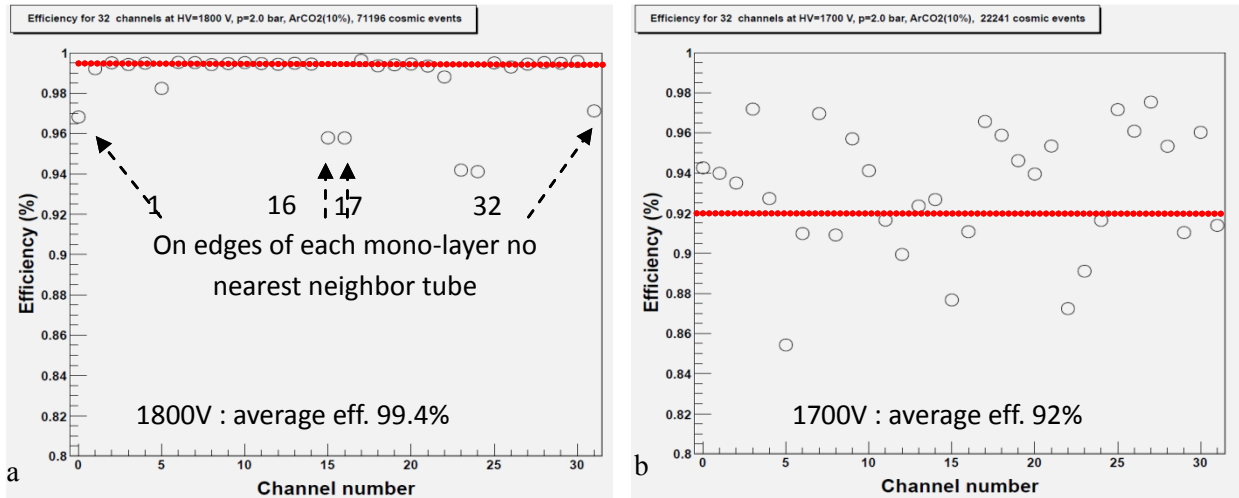 Efficiency for 32 channels at HV=1800 V, p=2.0 bar, ArCO2(10%), 71196 cosmic events
Efficiency (%)
1
0.98
0.96
0.94
0.92
0.9
0.88
0.86
0.84
0.82
0.8
1 16 17 32
On edges of each mono-layer no
nearest neighbor tube
1800V : average eff. 99.4%
0 5 10 15 20 25 30
Channel number
a
Efficiency for 32 channels at HV=1700 V, p=2.0 bar, ArCO2(10%), 22241 cosmic events
Efficiency (%)
1
0.98
0.96
0.94
0.92
0.9
0.88
0.86
0.84
0.82
0.8
1700V : average eff. 92%
0 5 10 15 20 25 30
Channel number
b